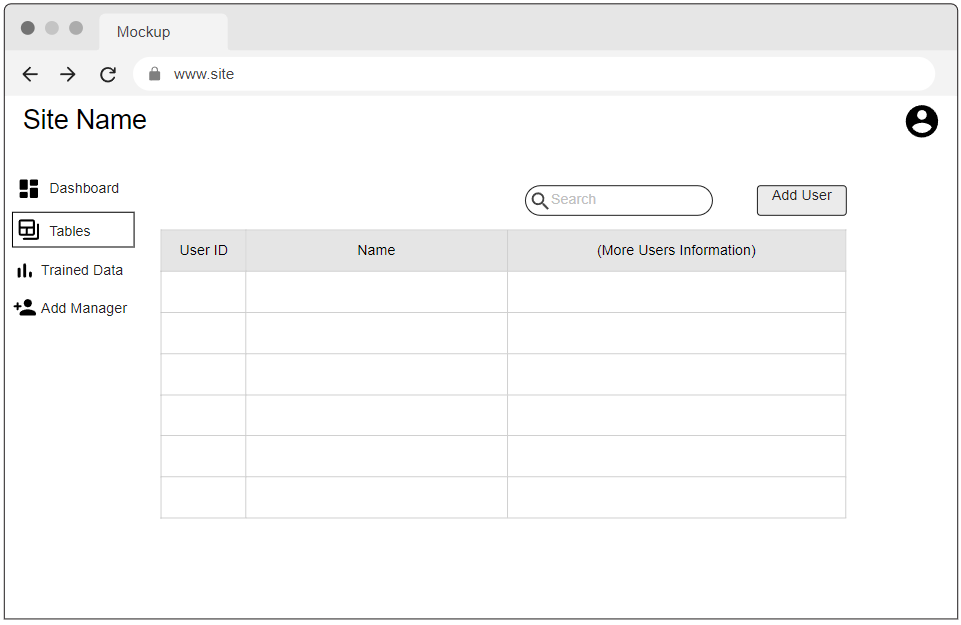 Mockup
www.site
Site Name
Dashboard
Search
Add User
Tables
User ID Name (More Users Information)
Trained Data
Add Manager